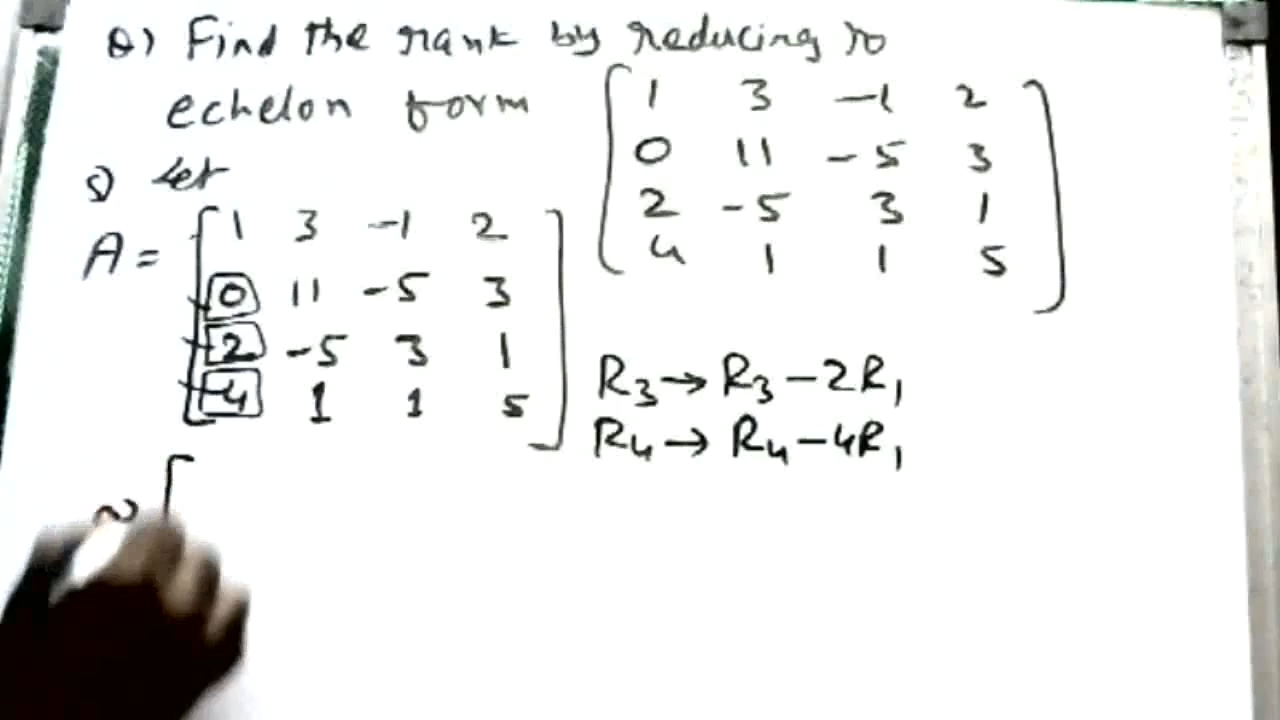 Q) Find the rank by reducing to
echelon form
1 3 -1 2
0 11 -5 3
2 -5 3 1
4 1 1 5
s) Let
A = 1 3 -1 2
0 11 -5 3
2 -5 3 1
4 1 1 5
R₃ → R₃ - 2R₁
R₄ → R₄ - 4R₁
~ [